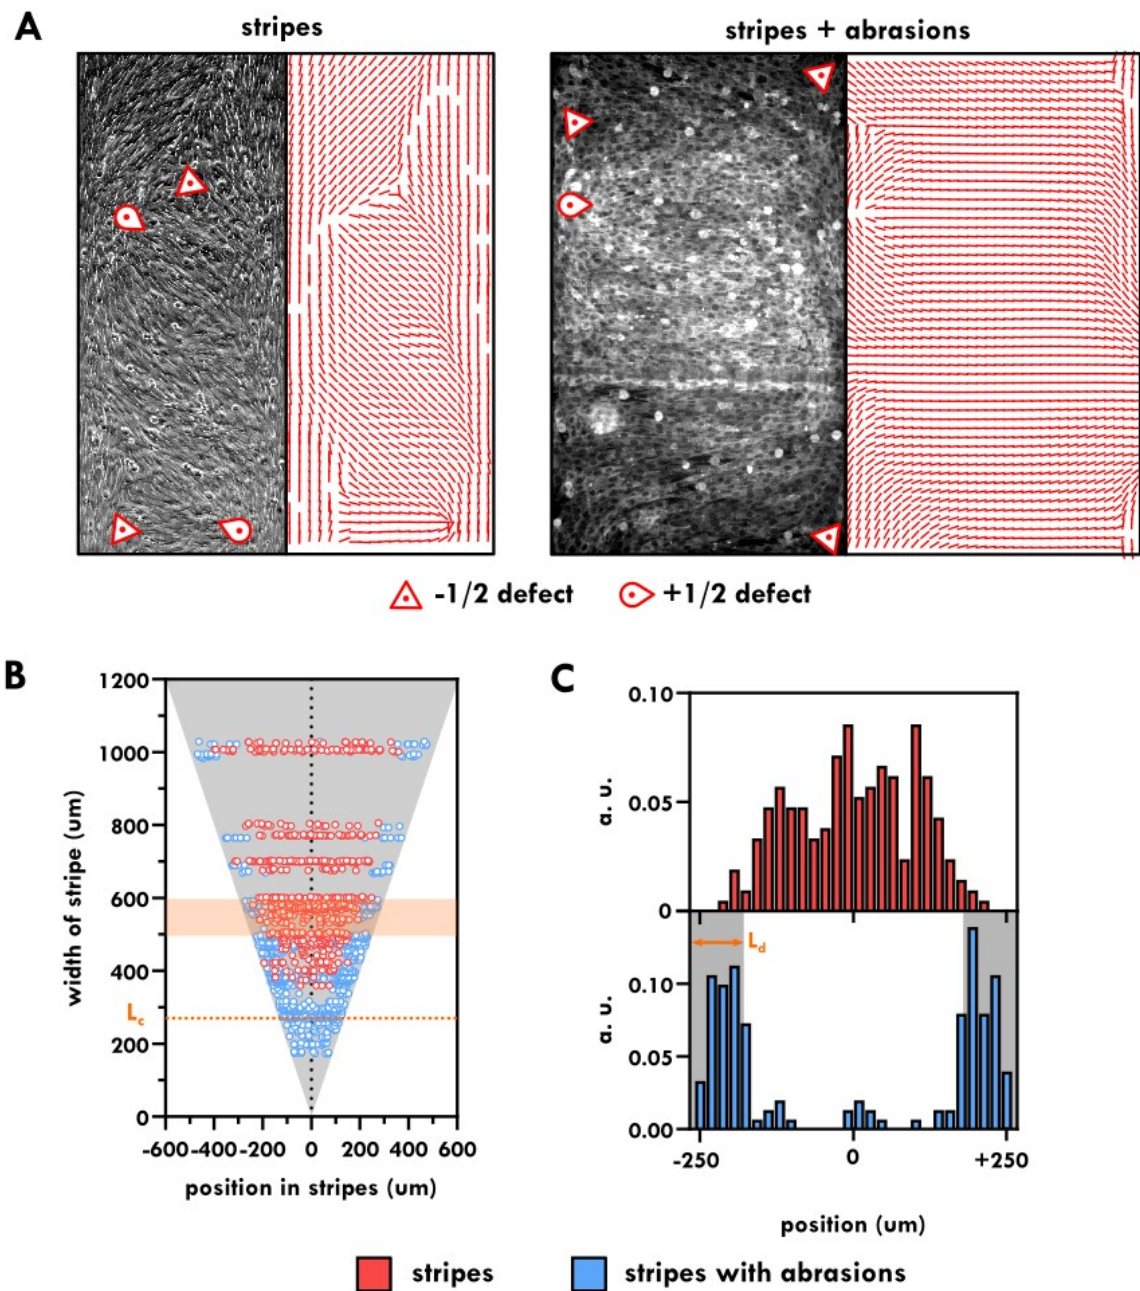 A
stripes
stripes + abrasions
-1/2 defect
+1/2 defect
B
1200
1000
800
600
400
200
0
width of stripe (um)
Lc
-600 -400 -200 0 200 400 600
position in stripes (um)
C
0.10
0.05
0
a. u.
Ld
0.10
0.05
0.00
a. u.
-250 0 +250
position (um)
stripes
stripes with abrasions